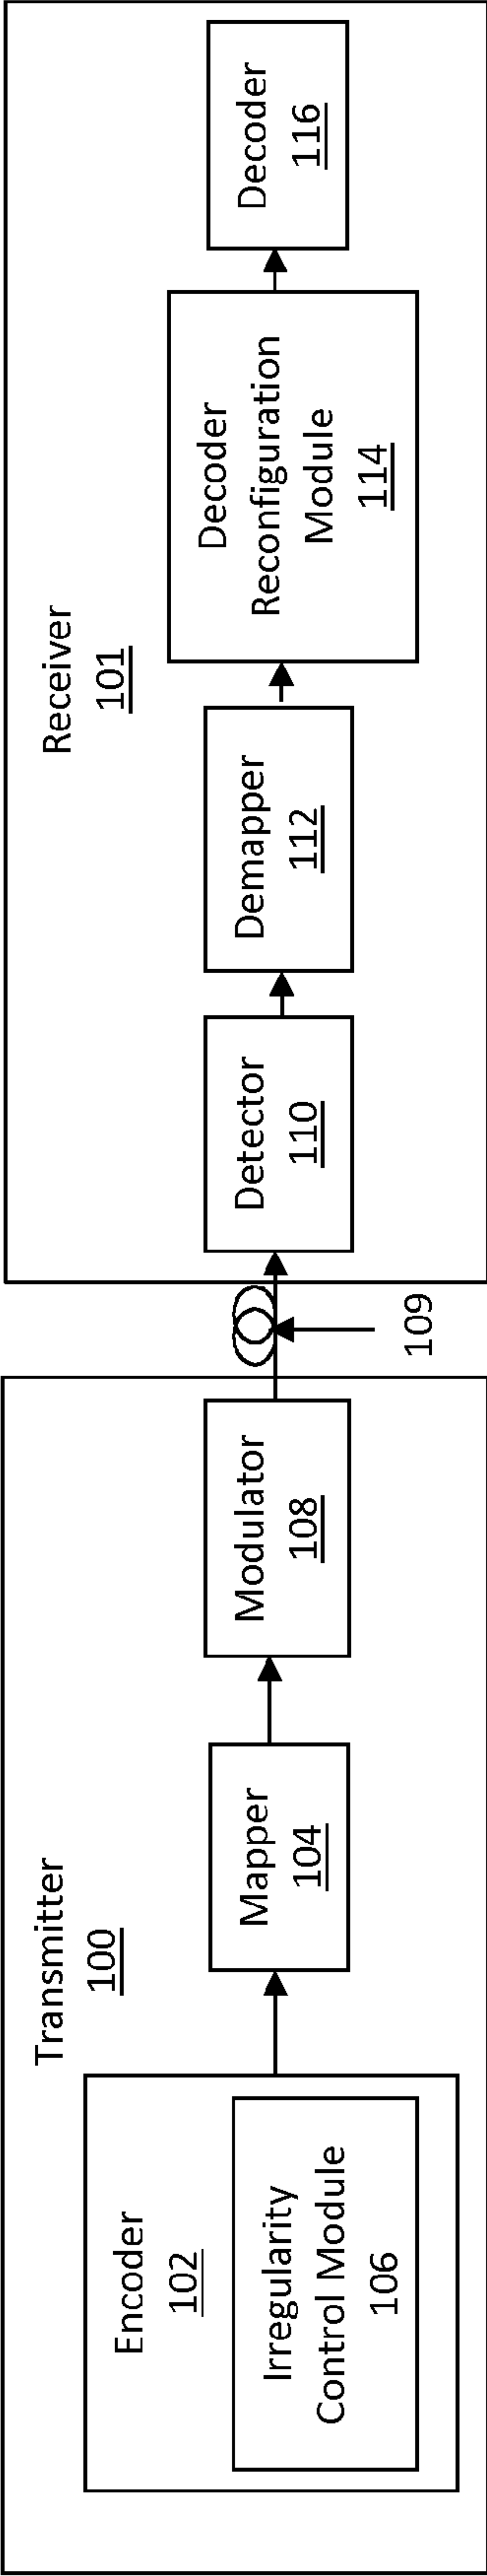 Transmitter
100
Encoder
102
Irregularity
Control Module
106
Mapper
104
Modulator
108
109
Receiver
101
Detector
110
Demapper
112
Decoder
Reconfiguration
Module
114
Decoder
116